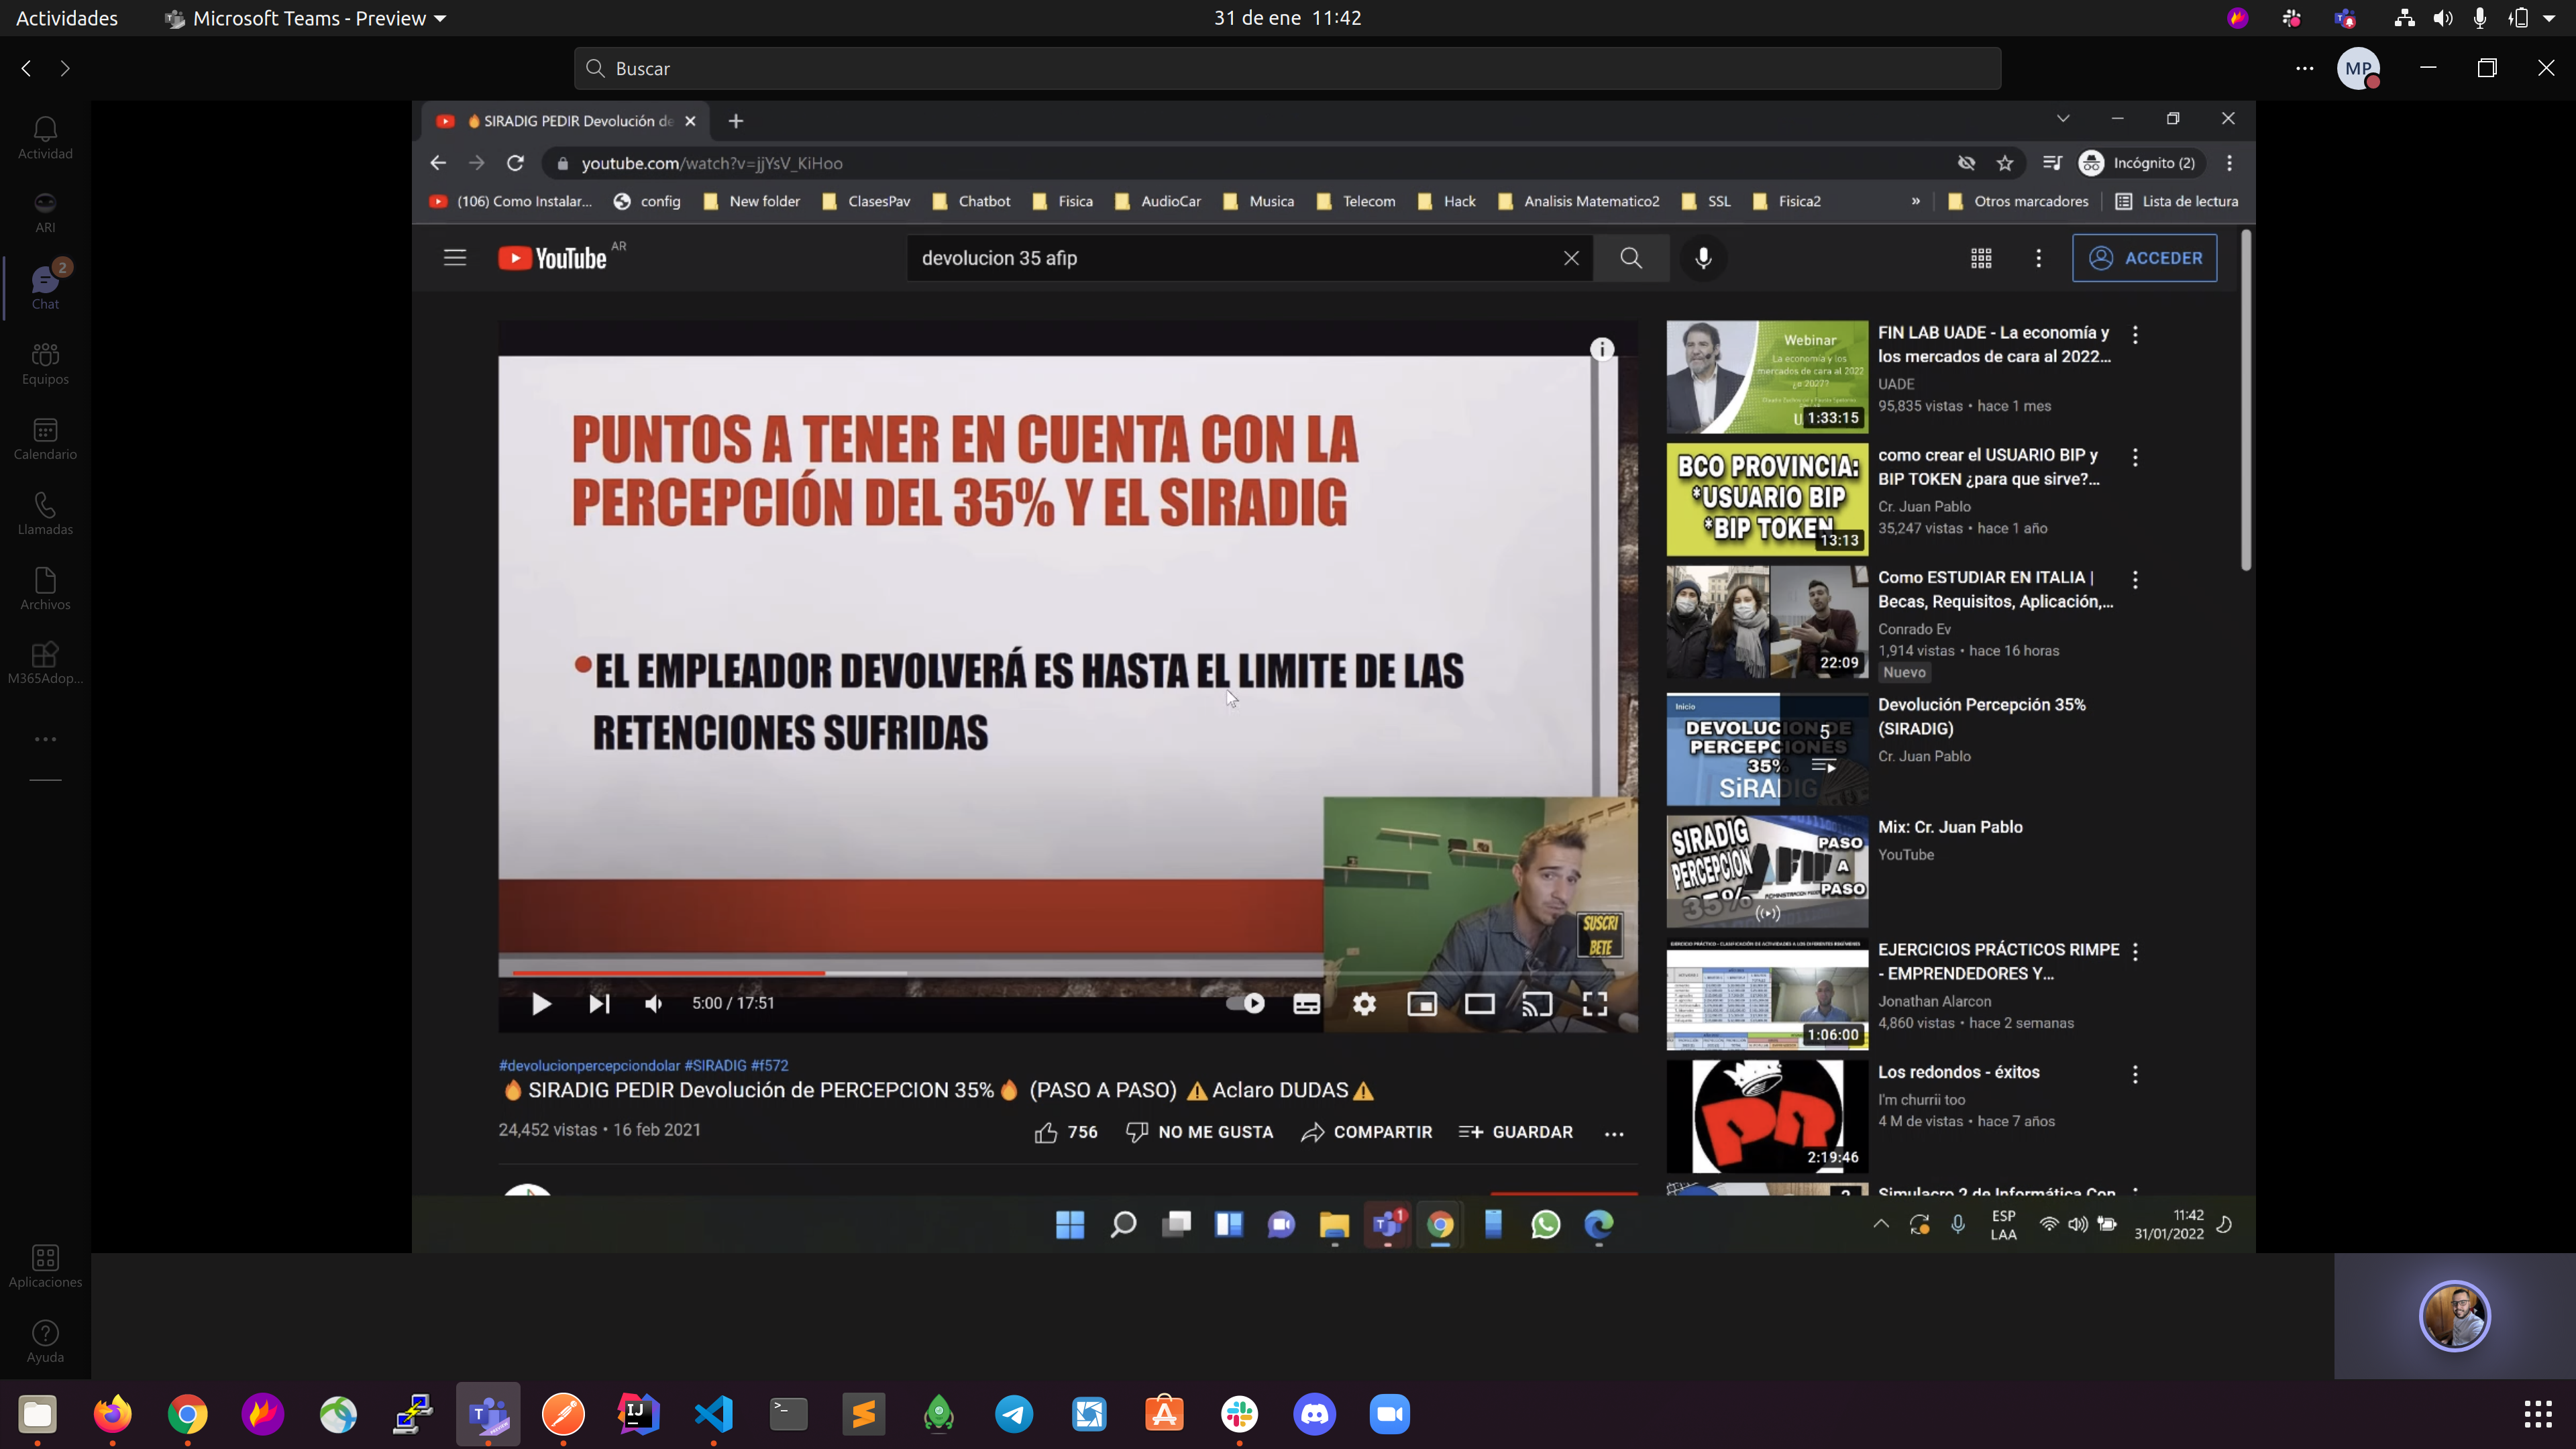 Actividades
Microsoft Teams - Preview
31 de ene 11:42
Buscar
MP
Actividad
ARI
2
Chat
Equipos
Calendario
Llamadas
Archivos
M365Adop...
Aplicaciones
Ayuda
SIRADIG PEDIR Devolución de
youtube.com/watch?v=jjYsV_KiHoo
Incógnito (2)
(106) Como Instalar...
config
New folder
ClasesPav
Chatbot
Fisica
AudioCar
Musica
Telecom
Hack
Analisis Matematico2
SSL
Fisica2
»
Otros marcadores
Lista de lectura
YouTube
AR
devolucion 35 afip
ACCEDER
PUNTOS A TENER EN CUENTA CON LA
PERCEPCIÓN DEL 35% Y EL SIRADIG
•EL EMPLEADOR DEVOLVERÁ ES HASTA EL LIMITE DE LAS
RETENCIONES SUFRIDAS
SUSCRI
BETE
5:00 / 17:51
#devolucionpercepciondolar #SIRADIG #f572
🔥 SIRADIG PEDIR Devolución de PERCEPCION 35% 🔥 (PASO A PASO) ⚠️ Aclaro DUDAS ⚠️
24,452 vistas • 16 feb 2021
756
NO ME GUSTA
COMPARTIR
GUARDAR
Webinar
La economía y los
mercados de cara al 2022
¿o 2027?
1:33:15
FIN LAB UADE - La economía y
los mercados de cara al 2022...
UADE
95,835 vistas • hace 1 mes
BCO PROVINCIA:
*USUARIO BIP
*BIP TOKEN
13:13
como crear el USUARIO BIP y
BIP TOKEN ¿para que sirve?...
Cr. Juan Pablo
35,247 vistas • hace 1 año
22:09
Como ESTUDIAR EN ITALIA |
Becas, Requisitos, Aplicación,...
Conrado Ev
1,914 vistas • hace 16 horas
Nuevo
Inicio
DEVOLUCION DE
PERCEPCIONES
35%
SiRADIG
5
Devolución Percepción 35%
(SIRADIG)
Cr. Juan Pablo
SIRADIG
PERCEPCION
35%
AFIP
PASO
A
PASO
Mix: Cr. Juan Pablo
YouTube
1:06:00
EJERCICIOS PRÁCTICOS RIMPE
- EMPRENDEDORES Y...
Jonathan Alarcon
4,860 vistas • hace 2 semanas
PR
2:19:46
Los redondos - éxitos
I'm churrii too
4 M de vistas • hace 7 años
Simulacro 2 de Informática Con
1
ESP
LAA
11:42
31/01/2022